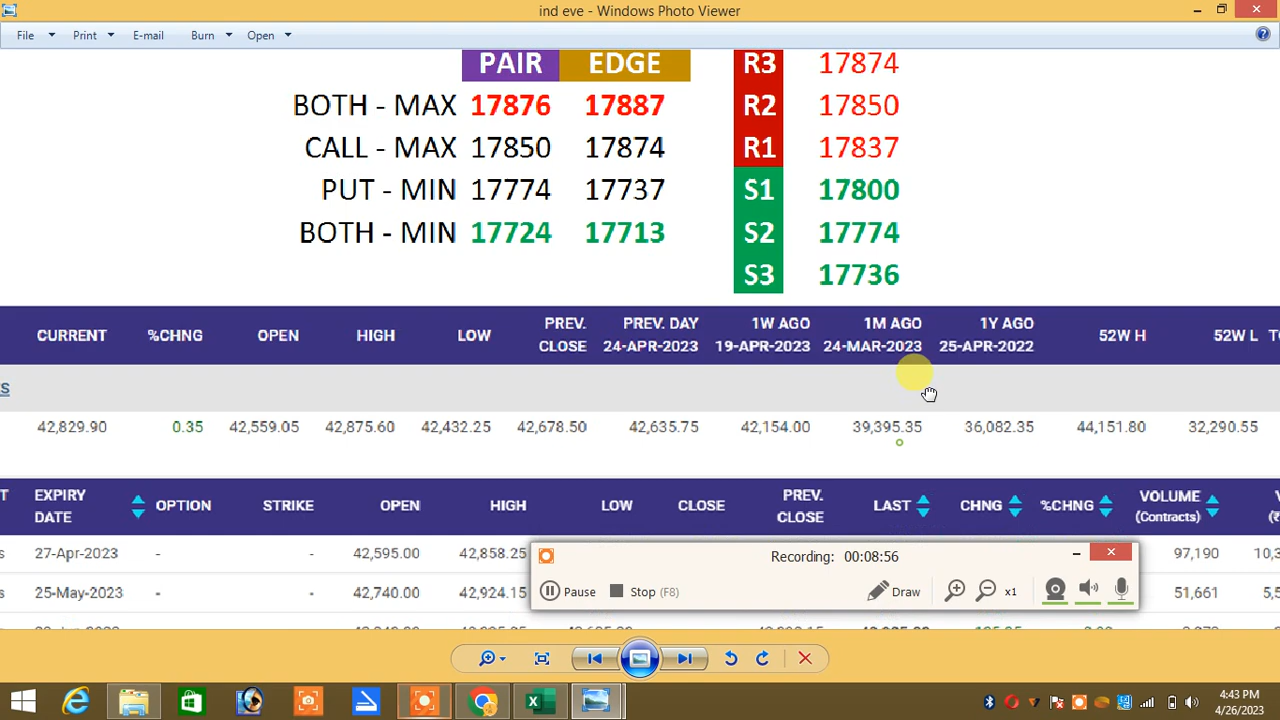 ind eve - Windows Photo Viewer
File Print E-mail Burn Open
PAIR EDGE R3 17874
BOTH - MAX 17876 17887 R2 17850
CALL - MAX 17850 17874 R1 17837
PUT - MIN 17774 17737 S1 17800
BOTH - MIN 17724 17713 S2 17774
S3 17736
CURRENT %CHNG OPEN HIGH LOW PREV. CLOSE PREV. DAY 24-APR-2023 1W AGO 19-APR-2023 1M AGO 24-MAR-2023 1Y AGO 25-APR-2022 52W H 52W L
S
42,829.90 0.35 42,559.05 42,875.60 42,432.25 42,678.50 42,635.75 42,154.00 39,395.35 36,082.35 44,151.80 32,290.55
EXPIRY DATE OPTION STRIKE OPEN HIGH LOW CLOSE PREV. CLOSE LAST CHNG %CHNG VOLUME (Contracts)
s 27-Apr-2023 - - 42,595.00 42,858.25 97,190 10,3
s 25-May-2023 - - 42,740.00 42,924.15 51,661 5,5
Recording: 00:08:56
Pause Stop (F8) Draw x1
4:43 PM
4/26/2023